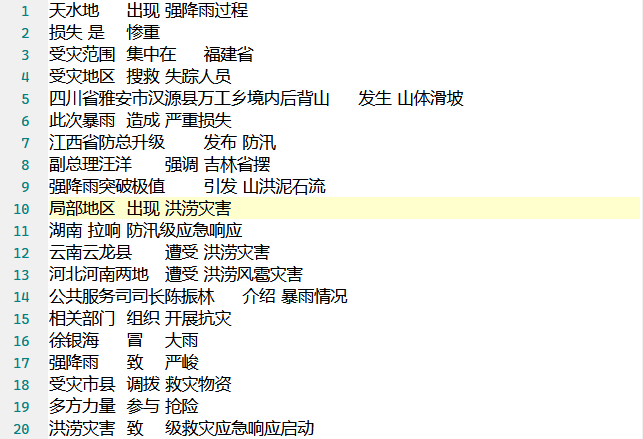 1 天水地 出现 强降雨过程
2 损失 是 惨重
3 受灾范围 集中在 福建省
4 受灾地区 搜救 失踪人员
5 四川省雅安市汉源县万工乡境内后背山 发生 山体滑坡
6 此次暴雨 造成 严重损失
7 江西省防总升级 发布 防汛
8 副总理汪洋 强调 吉林省摆
9 强降雨突破极值 引发 山洪泥石流
10 局部地区 出现 洪涝灾害
11 湖南 拉响 防汛级应急响应
12 云南云龙县 遭受 洪涝灾害
13 河北河南两地 遭受 洪涝风雹灾害
14 公共服务司司长陈振林 介绍 暴雨情况
15 相关部门 组织 开展抗灾
16 徐银海 冒 大雨
17 强降雨 致 严峻
18 受灾市县 调拨 救灾物资
19 多方力量 参与 抢险
20 洪涝灾害 致 级救灾应急响应启动